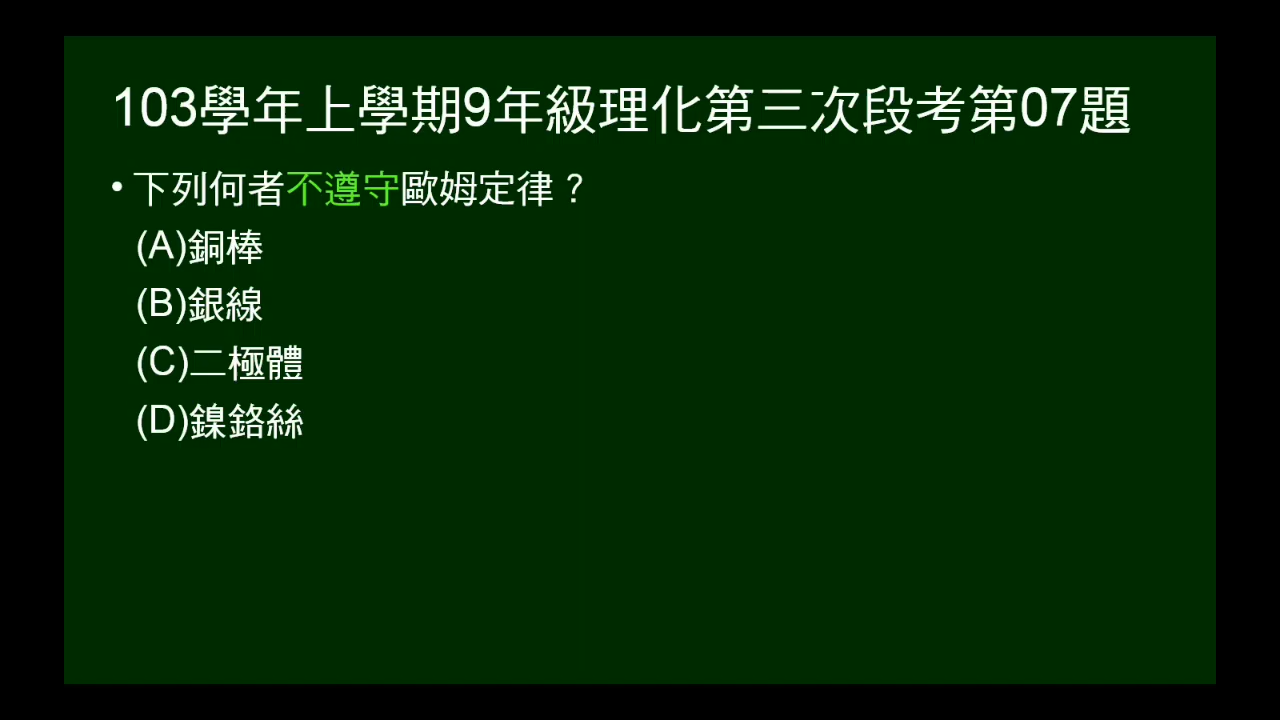 103學年上學期9年級理化第三次段考第07題
•下列何者不遵守歐姆定律？
(A)銅棒
(B)銀線
(C)二極體
(D)鎳鉻絲